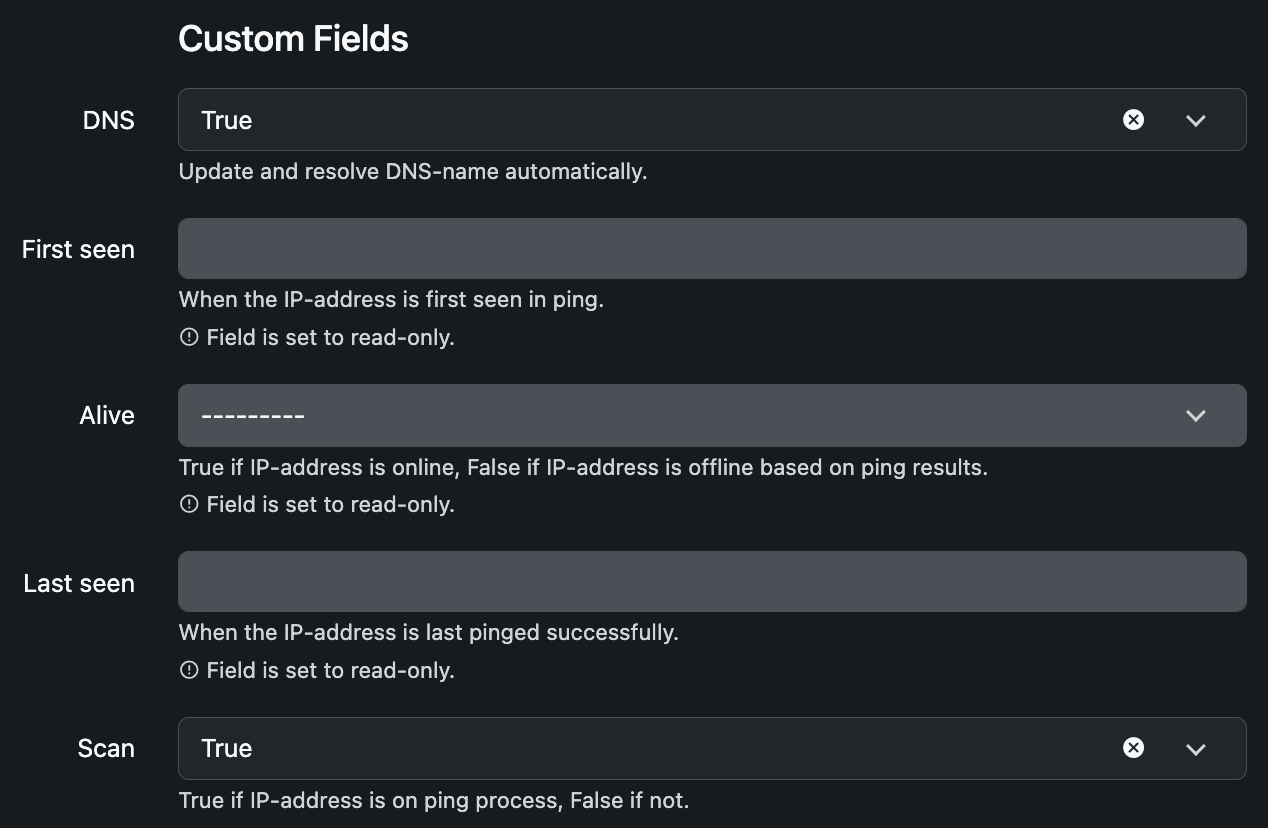 Custom Fields
DNS
True
Update and resolve DNS-name automatically.
First seen
When the IP-address is first seen in ping.
Field is set to read-only.
Alive
---------
True if IP-address is online, False if IP-address is offline based on ping results.
Field is set to read-only.
Last seen
When the IP-address is last pinged successfully.
Field is set to read-only.
Scan
True
True if IP-address is on ping process, False if not.